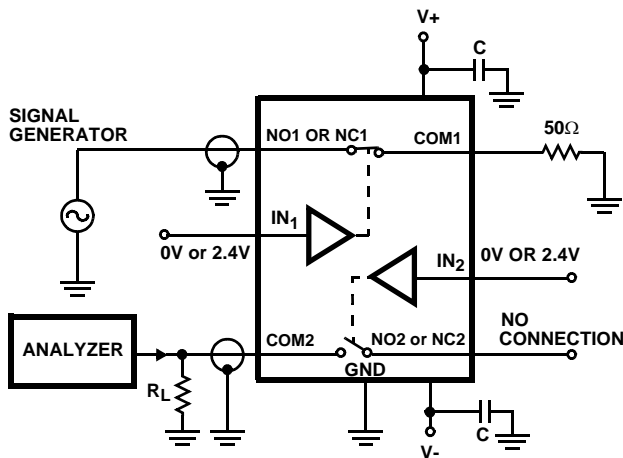 V+
C
SIGNAL
GENERATOR
NO1 OR NC1
COM1
50Ω
IN1
0V or 2.4V
IN2
0V OR 2.4V
ANALYZER
COM2
NO2 or NC2
NO
CONNECTION
GND
RL
C
V-